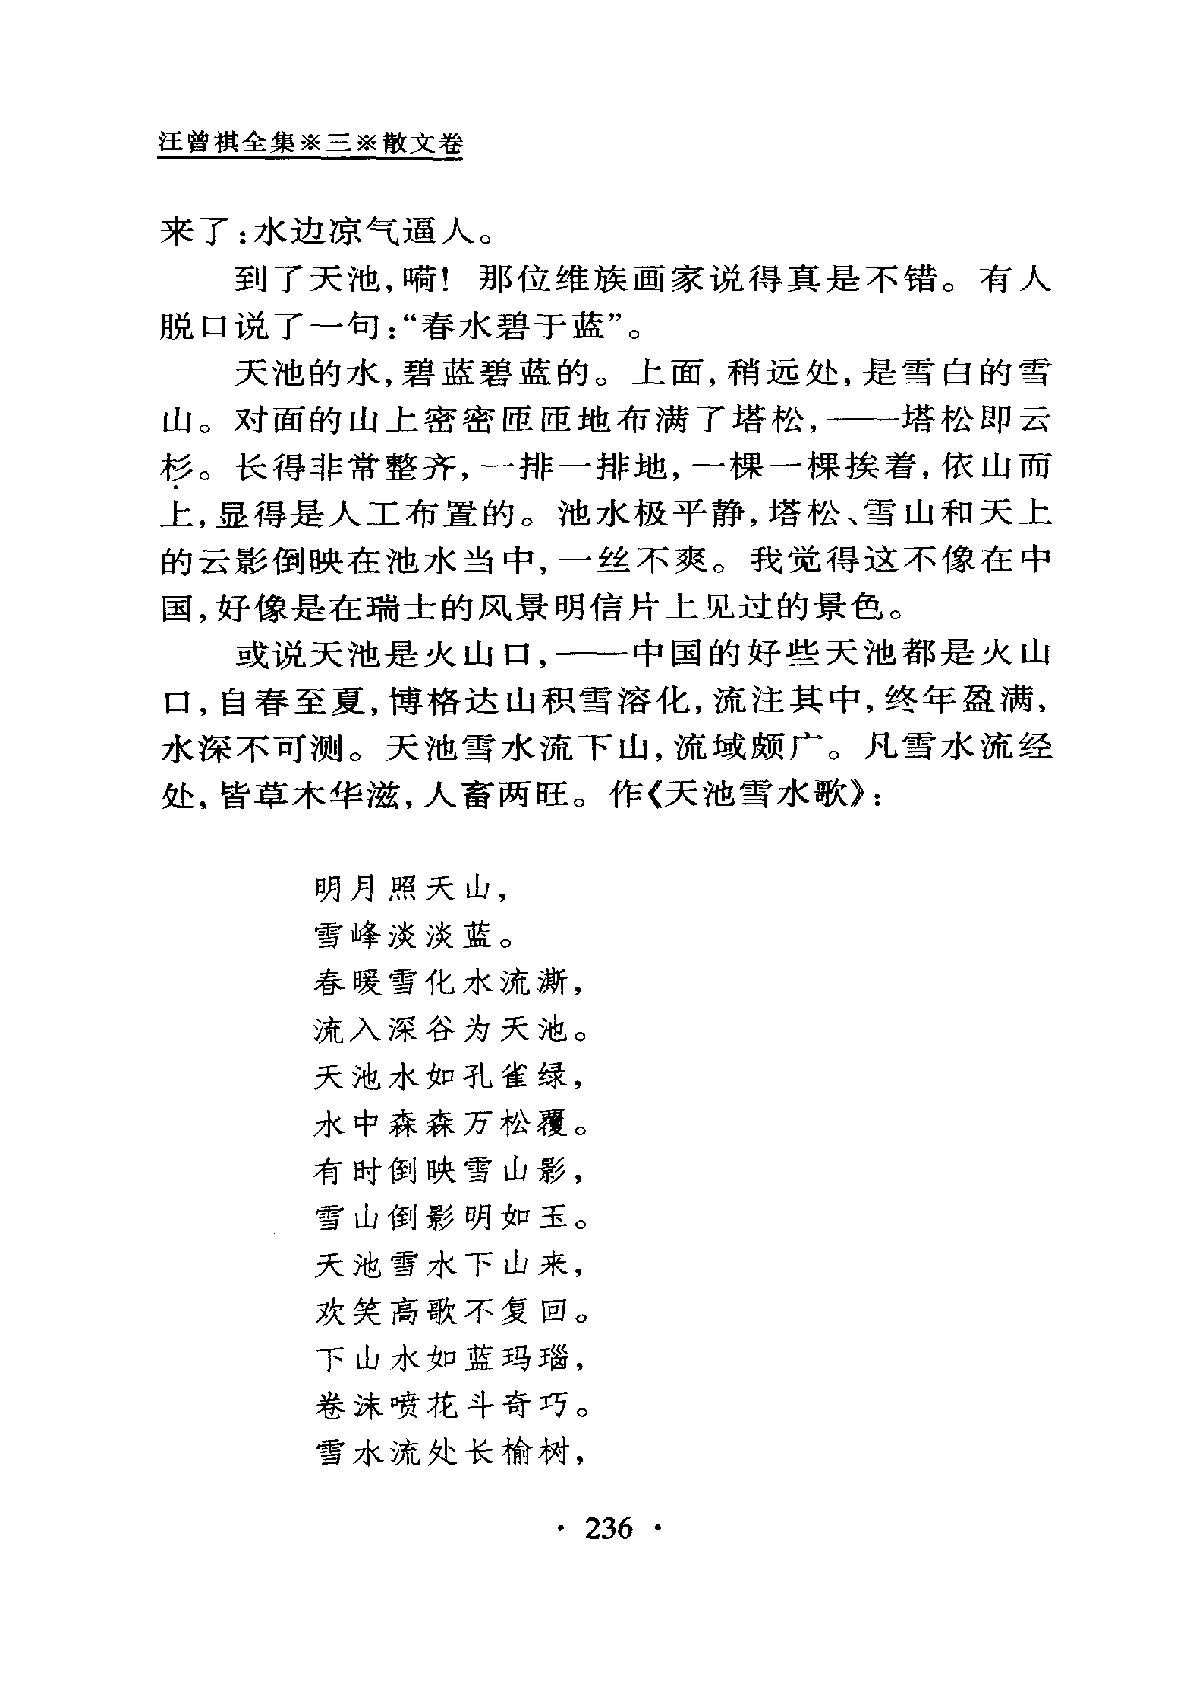 汪曾祺全集※三※散文卷
来了:水边凉气逼人。
到了天池,嗬! 那位维族画家说得真是不错。有人
脱口说了一句:“春水碧于蓝”。
天池的水,碧蓝碧蓝的。上面,稍远处,是雪白的雪
山。对面的山上密密匝匝地布满了塔松,——塔松即云
杉。长得非常整齐,一排一排地,一棵一棵挨着,依山而
上,显得是人工布置的。池水极平静,塔松、雪山和天上
的云影倒映在池水当中,一丝不爽。我觉得这不像在中
国,好像是在瑞士的风景明信片上见过的景色。
或说天池是火山口,——中国的好些天池都是火山
口,自春至夏,博格达山积雪溶化,流注其中,终年盈满,
水深不可测。天池雪水流下山,流域颇广。凡雪水流经
处,皆草木华滋,人畜两旺。作《天池雪水歌》:
明月照天山,
雪峰淡淡蓝。
春暖雪化水流澌,
流入深谷为天池。
天池水如孔雀绿,
水中森森万松覆。
有时倒映雪山影,
雪山倒影明如玉。
天池雪水下山来,
欢笑高歌不复回。
下山水如蓝玛瑙,
卷沫喷花斗奇巧。
雪水流处长榆树,
· 236 ·